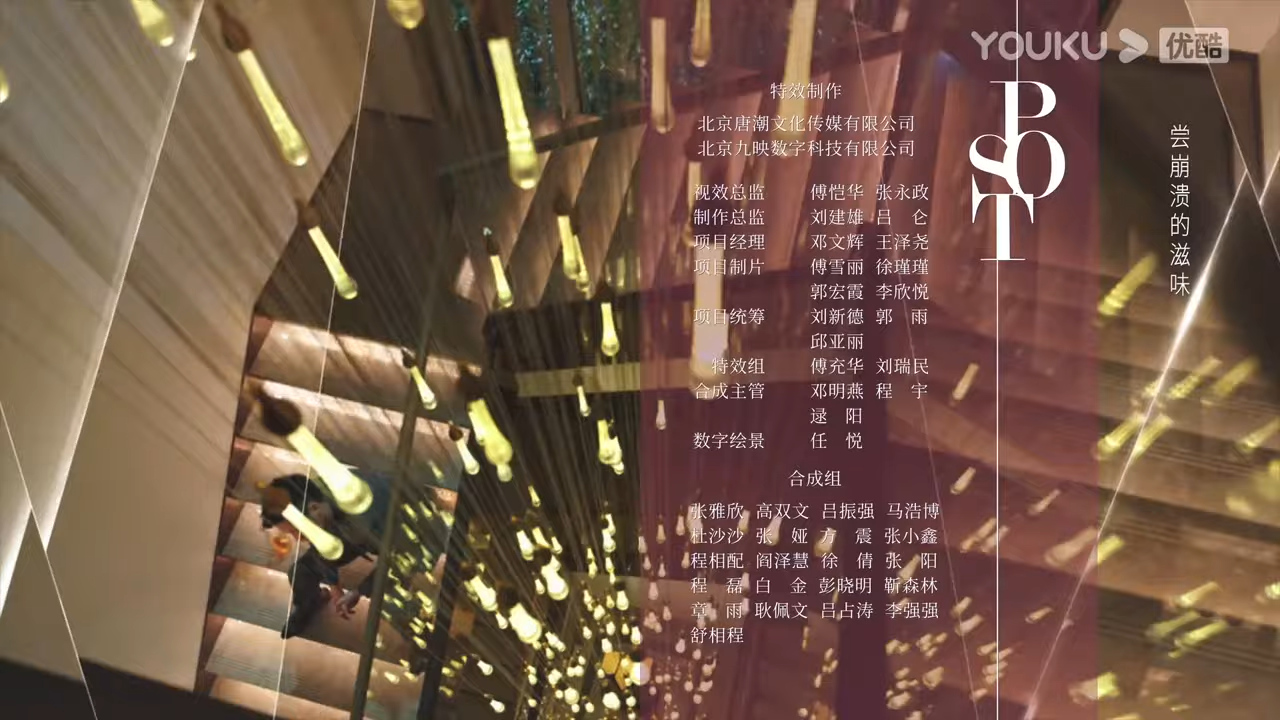 YOUKU 优酷
POST
特效制作
北京唐潮文化传媒有限公司
北京九映数字科技有限公司
视效总监 傅恺华 张永政
制作总监 刘建雄 吕 仑
项目经理 邓文辉 王泽尧
项目制片 傅雪丽 徐瑾瑾
郭宏霞 李欣悦
项目统筹 刘新德 郭 雨
邱亚丽
特效组 傅充华 刘瑞民
合成主管 邓明燕 程 宇
逯 阳
数字绘景 任 悦
合成组
张雅欣 高双文 吕振强 马浩博
杜沙沙 张 娅 方 震 张小鑫
程相配 阎泽慧 徐 倩 张 阳
程 磊 白 金 彭晓明 靳森林
章 雨 耿佩文 吕占涛 李强强
舒相程
尝崩溃的滋味